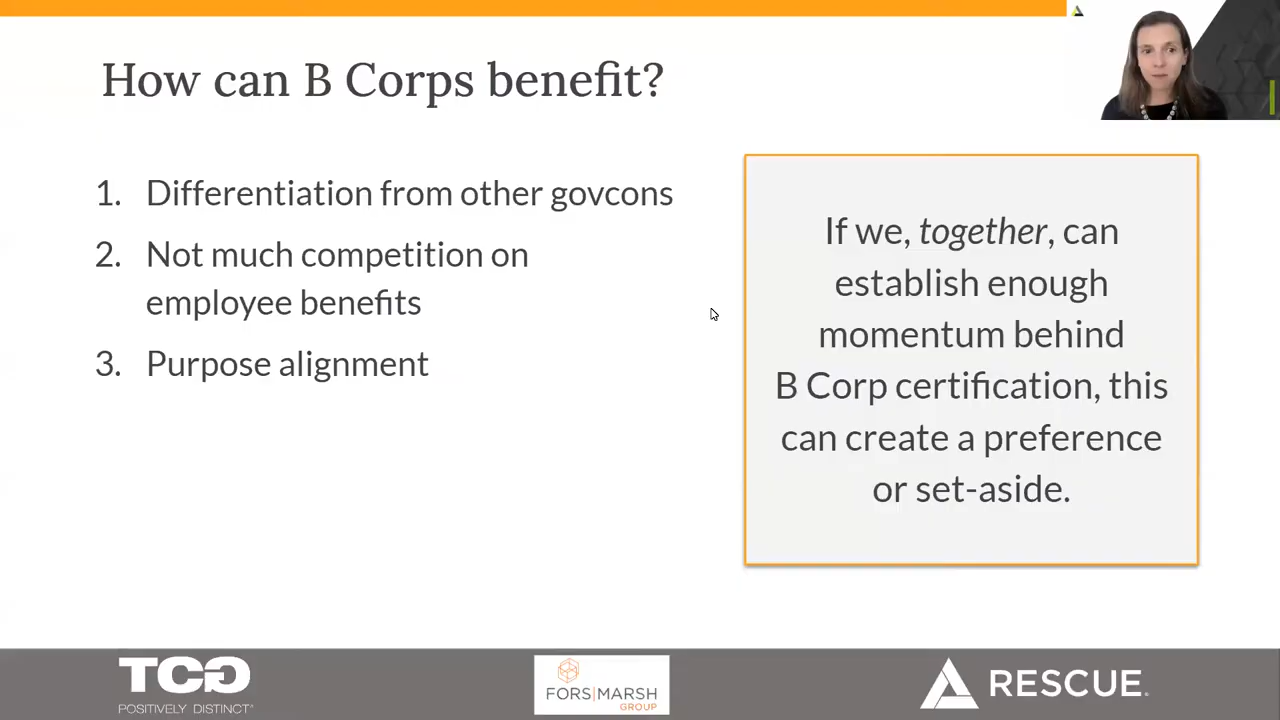 How can B Corps benefit?
1. Differentiation from other govcons
2. Not much competition on
employee benefits
3. Purpose alignment
If we, together, can
establish enough
momentum behind
B Corp certification, this
can create a preference
or set-aside.
TCG
POSITIVELY DISTINCT®
FORS|MARSH
GROUP
RESCUE